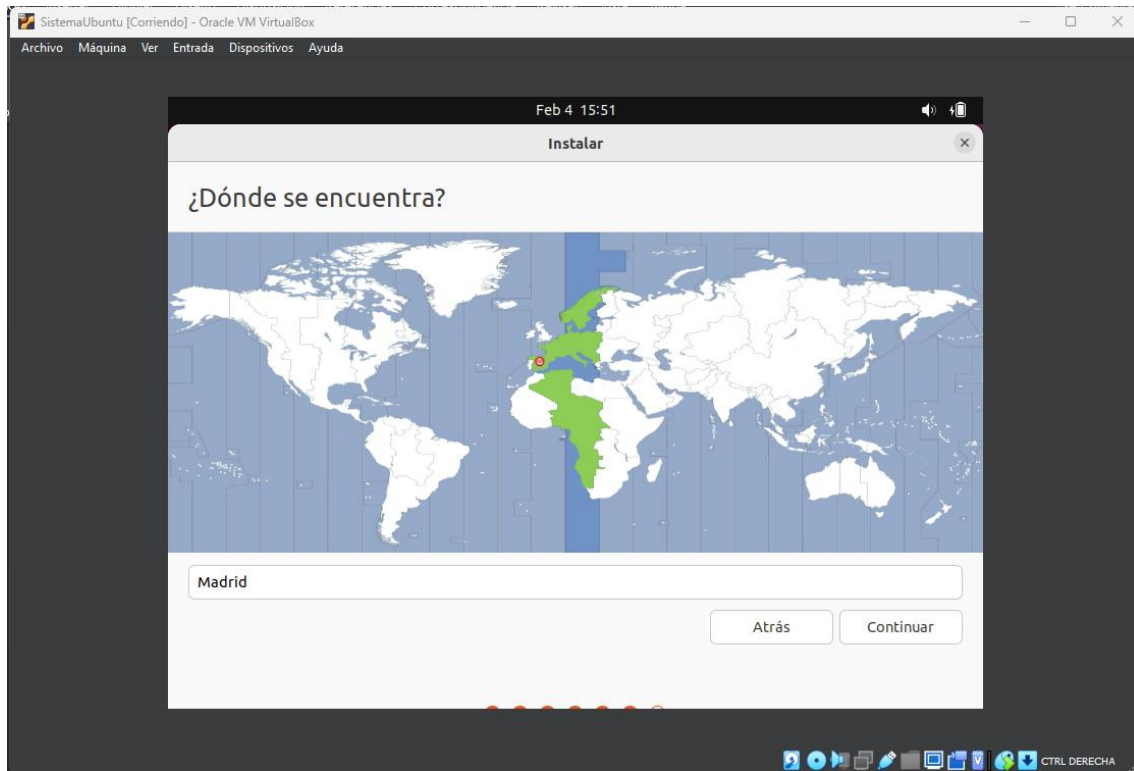 SistemaUbuntu [Corriendo] - Oracle VM VirtualBox
Archivo Máquina Ver Entrada Dispositivos Ayuda
Feb 4 15:51
Instalar
¿Dónde se encuentra?
Madrid
Atrás Continuar
CTRL DERECHA